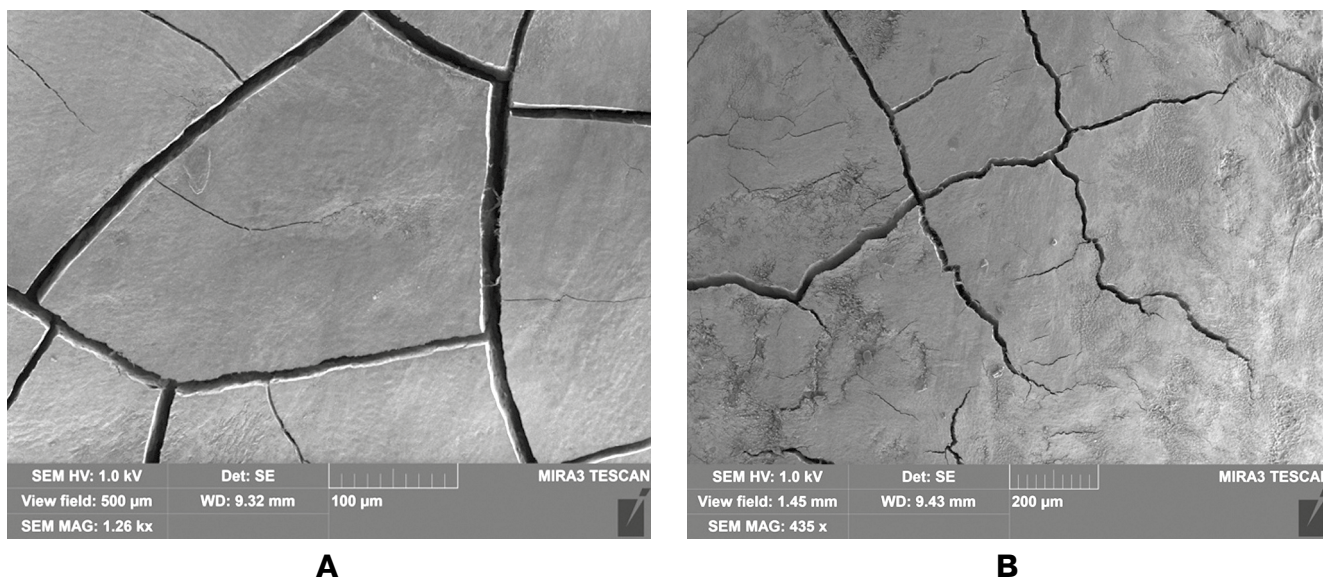 SEM HV: 1.0 kV Det: SE MIRA3 TESCAN
View field: 500 µm WD: 9.32 mm 100 µm
SEM MAG: 1.26 kx
SEM HV: 1.0 kV Det: SE MIRA3 TESCAN
View field: 1.45 mm WD: 9.43 mm 200 µm
SEM MAG: 435 x
A
B